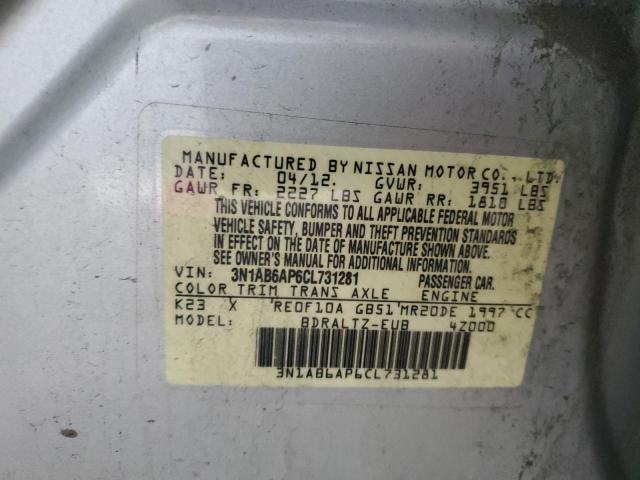 MANUFACTURED BY NISSAN MOTOR CO., LTD.
DATE: 04/12. GVWR: 3951 LBS
GAWR FR: 2227 LBS GAWR RR: 1818 LBS
THIS VEHICLE CONFORMS TO ALL APPLICABLE FEDERAL MOTOR
VEHICLE SAFETY, BUMPER AND THEFT PREVENTION STANDARDS
IN EFFECT ON THE DATE OF MANUFACTURE SHOWN ABOVE.
SEE OWNER'S MANUAL FOR ADDITIONAL INFORMATION.
VIN: 3N1AB6AP6CL731281 PASSENGER CAR.
COLOR TRIM TRANS AXLE ENGINE
K23 X RE0F10A GB51 MR20DE 1997 CC
MODEL: BDRALTZ-EUB 4Z000
3N1AB6AP6CL731281